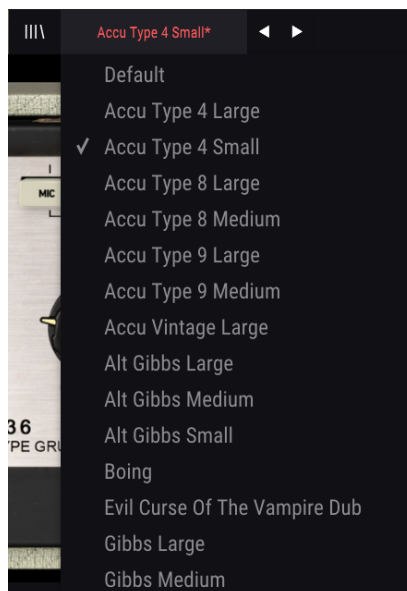 Accu Type 4 Small*
Default
Accu Type 4 Large
Accu Type 4 Small
Accu Type 8 Large
Accu Type 8 Medium
Accu Type 9 Large
Accu Type 9 Medium
Accu Vintage Large
Alt Gibbs Large
Alt Gibbs Medium
Alt Gibbs Small
Boing
Evil Curse Of The Vampire Dub
Gibbs Large
Gibbs Medium
MIC
36